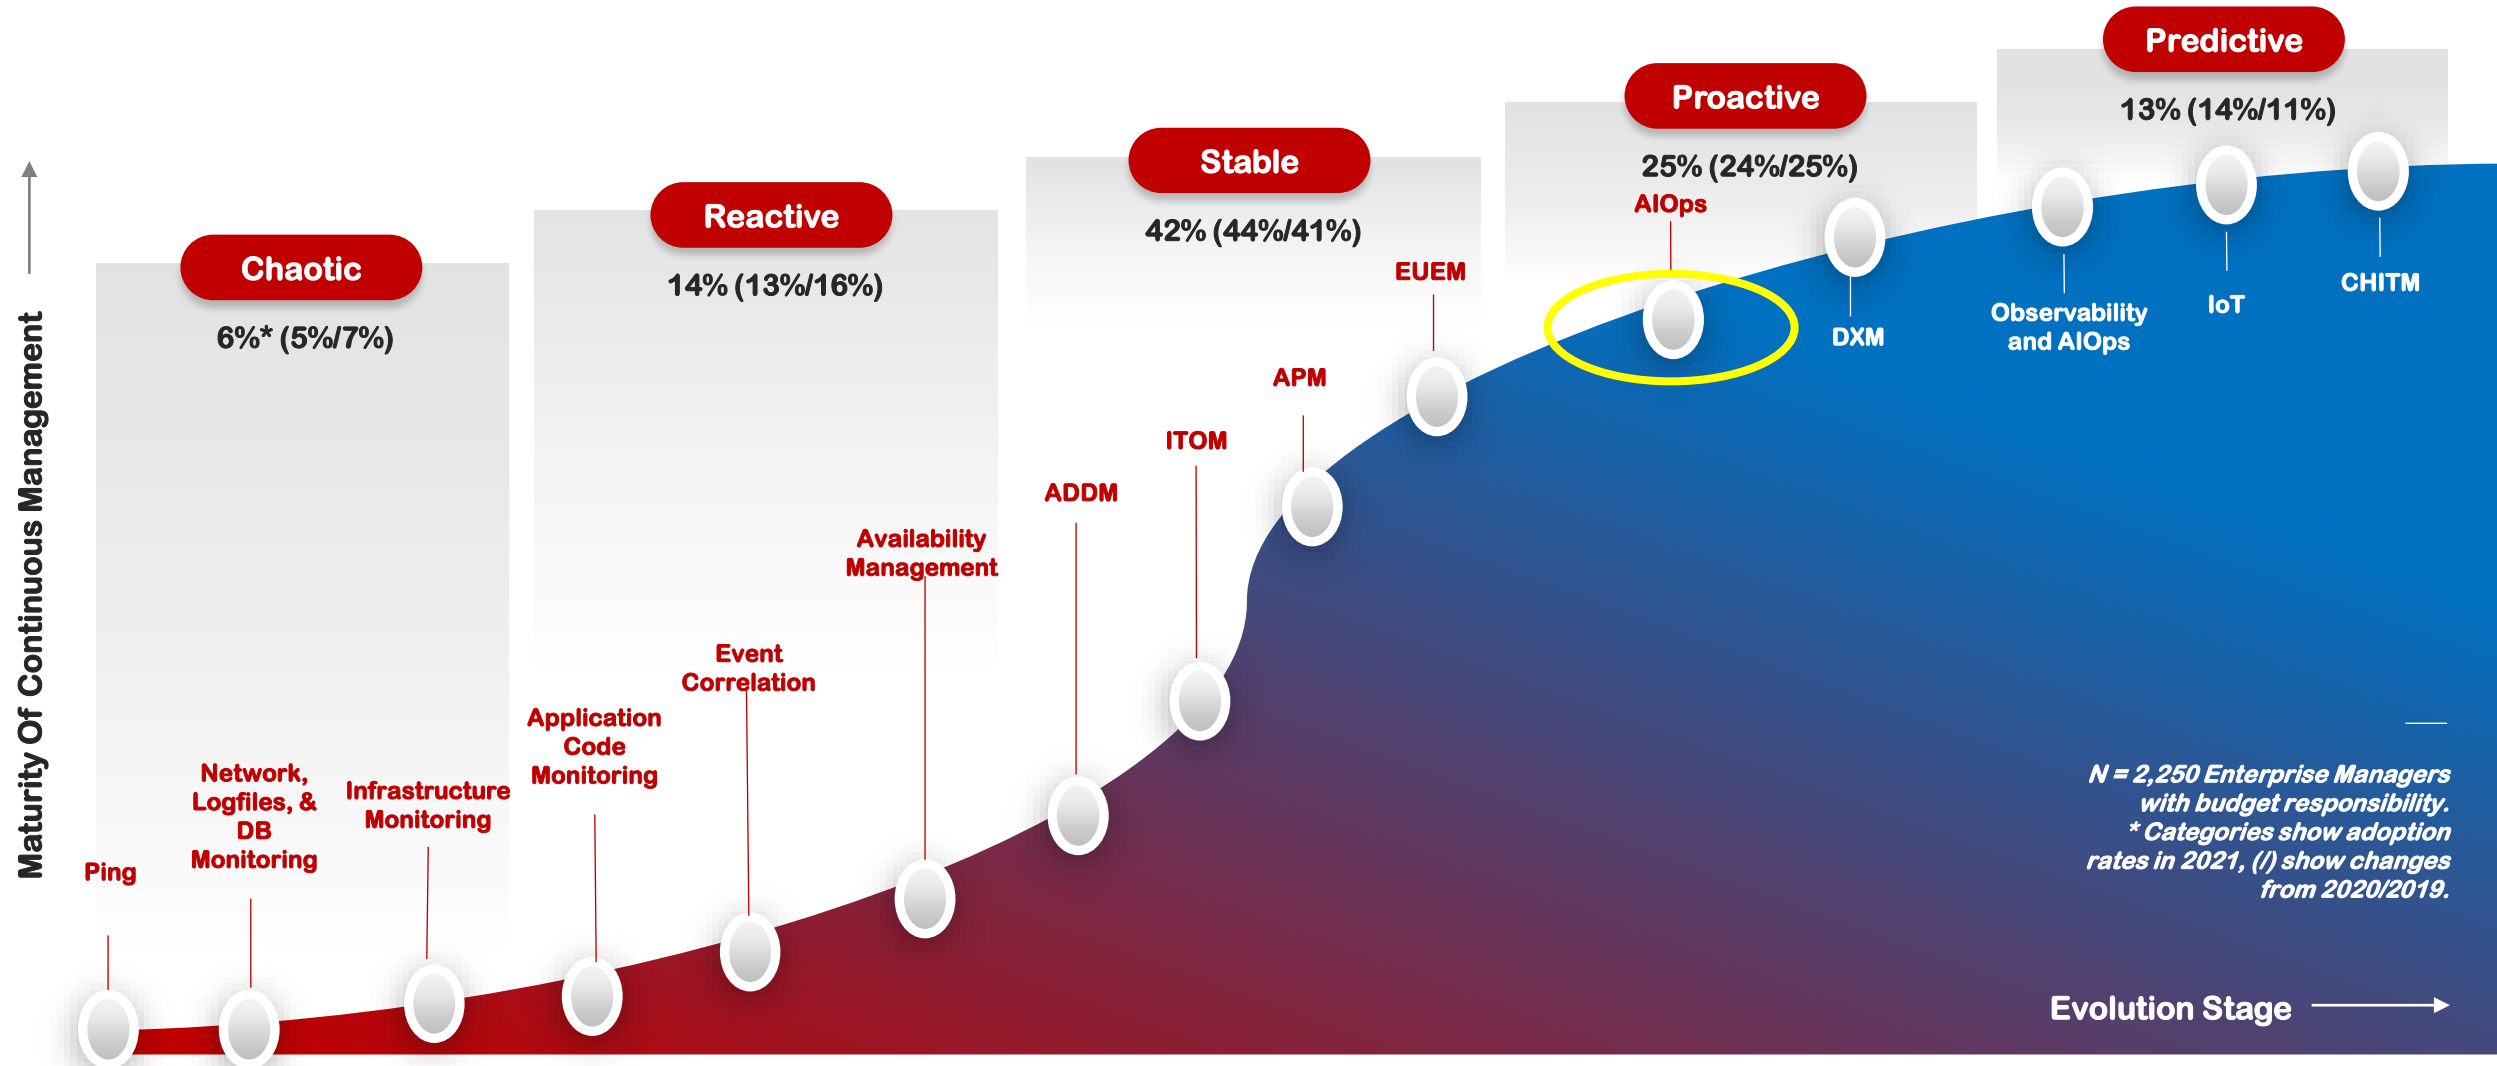 Predictive
13% (14%/11%)
Proactive
25% (24%/25%)
Stable
42% (44%/41%)
Reactive
14% (13%/16%)
Chaotic
6%* (5%/7%)
Maturity Of Continuous Management
Ping
Network,
Logfiles, &
DB
Monitoring
Infrastructure
Monitoring
Application
Code
Monitoring
Event
Correlation
Availability
Management
ADDM
ITOM
APM
EUEM
AIOps
DXM
Observability
and AIOps
IoT
CHITM
N = 2,250 Enterprise Managers
with budget responsibility.
* Categories show adoption
rates in 2021, (/) show changes
from 2020/2019.
Evolution Stage